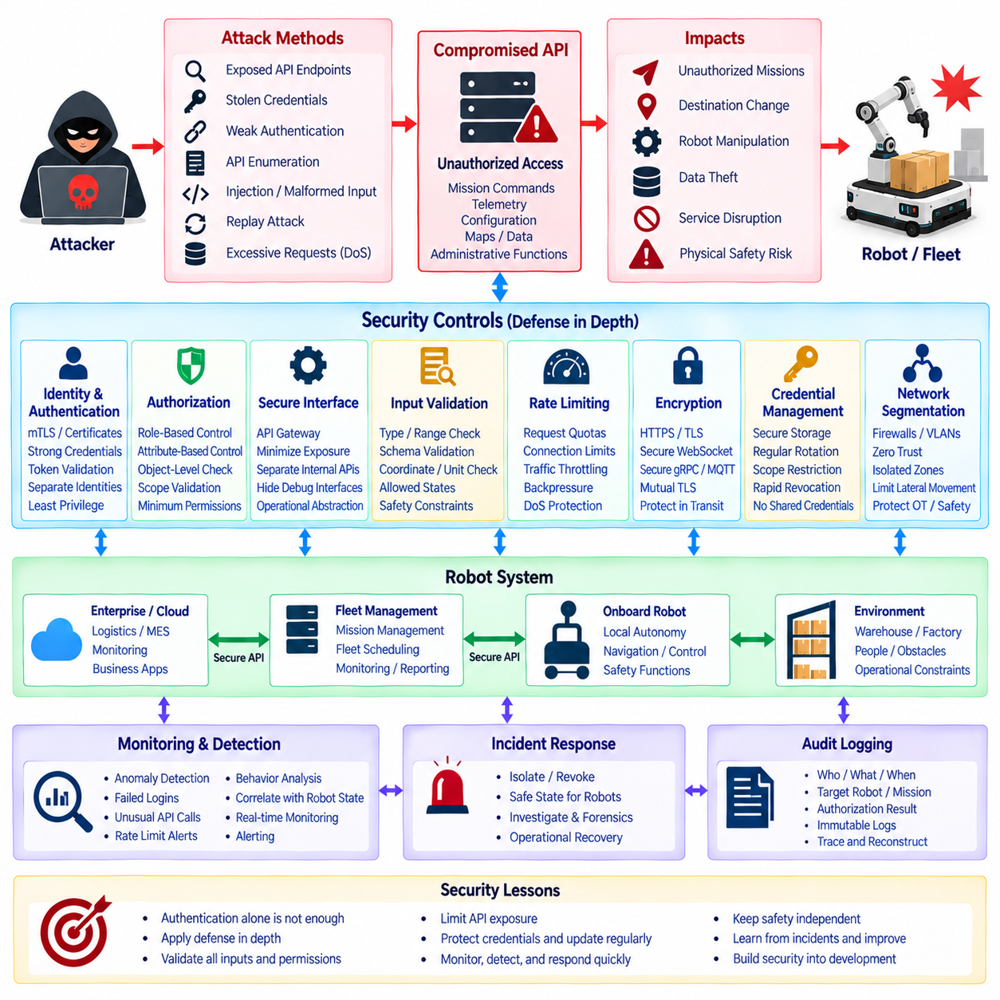 Attack Methods
Exposed API Endpoints
Stolen Credentials
Weak Authentication
API Enumeration
Injection / Malformed Input
Replay Attack
Excessive Requests (DoS)
Attacker
Compromised API
Unauthorized Access
Mission Commands
Telemetry
Configuration
Maps / Data
Administrative Functions
Impacts
Unauthorized Missions
Destination Change
Robot Manipulation
Data Theft
Service Disruption
Physical Safety Risk
Robot / Fleet
Security Controls (Defense in Depth)
Identity &
Authentication
mTLS / Certificates
Strong Credentials
Token Validation
Separate Identities
Least Privilege
Authorization
Role-Based Control
Attribute-Based Control
Object-Level Check
Scope Validation
Minimum Permissions
Secure Interface
API Gateway
Minimize Exposure
Separate Internal APIs
Hide Debug Interfaces
Operational Abstraction
Input Validation
Type / Range Check
Schema Validation
Coordinate / Unit Check
Allowed States
Safety Constraints
Rate Limiting
Request Quotas
Connection Limits
Traffic Throttling
Backpressure
DoS Protection
Encryption
HTTPS / TLS
Secure WebSocket
Secure gRPC / MQTT
Mutual TLS
Protect in Transit
Credential
Management
Secure Storage
Regular Rotation
Scope Restriction
Rapid Revocation
No Shared Credentials
Network
Segmentation
Firewalls / VLANs
Zero Trust
Isolated Zones
Limit Lateral Movement
Protect OT / Safety
Robot System
Enterprise / Cloud
Logistics / MES
Monitoring
Business Apps
Secure API
Fleet Management
Mission Management
Fleet Scheduling
Monitoring / Reporting
Secure API
Onboard Robot
Local Autonomy
Navigation / Control
Safety Functions
Environment
Warehouse / Factory
People / Obstacles
Operational Constraints
Monitoring & Detection
• Anomaly Detection
• Failed Logins
• Unusual API Calls
• Rate Limit Alerts
• Behavior Analysis
• Correlate with Robot State
• Real-time Monitoring
• Alerting
Incident Response
• Isolate / Revoke
• Safe State for Robots
• Investigate & Forensics
• Operational Recovery
Audit Logging
• Who / What / When
• Target Robot / Mission
• Authorization Result
• Immutable Logs
• Trace and Reconstruct
Security Lessons
• Authentication alone is not enough
• Apply defense in depth
• Validate all inputs and permissions
• Limit API exposure
• Protect credentials and update regularly
• Monitor, detect, and respond quickly
• Keep safety independent
• Learn from incidents and improve
• Build security into development